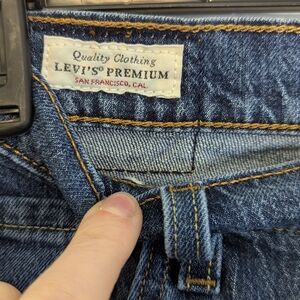 Quality Clothing
LEVI'S® PREMIUM
SAN FRANCISCO, CAL